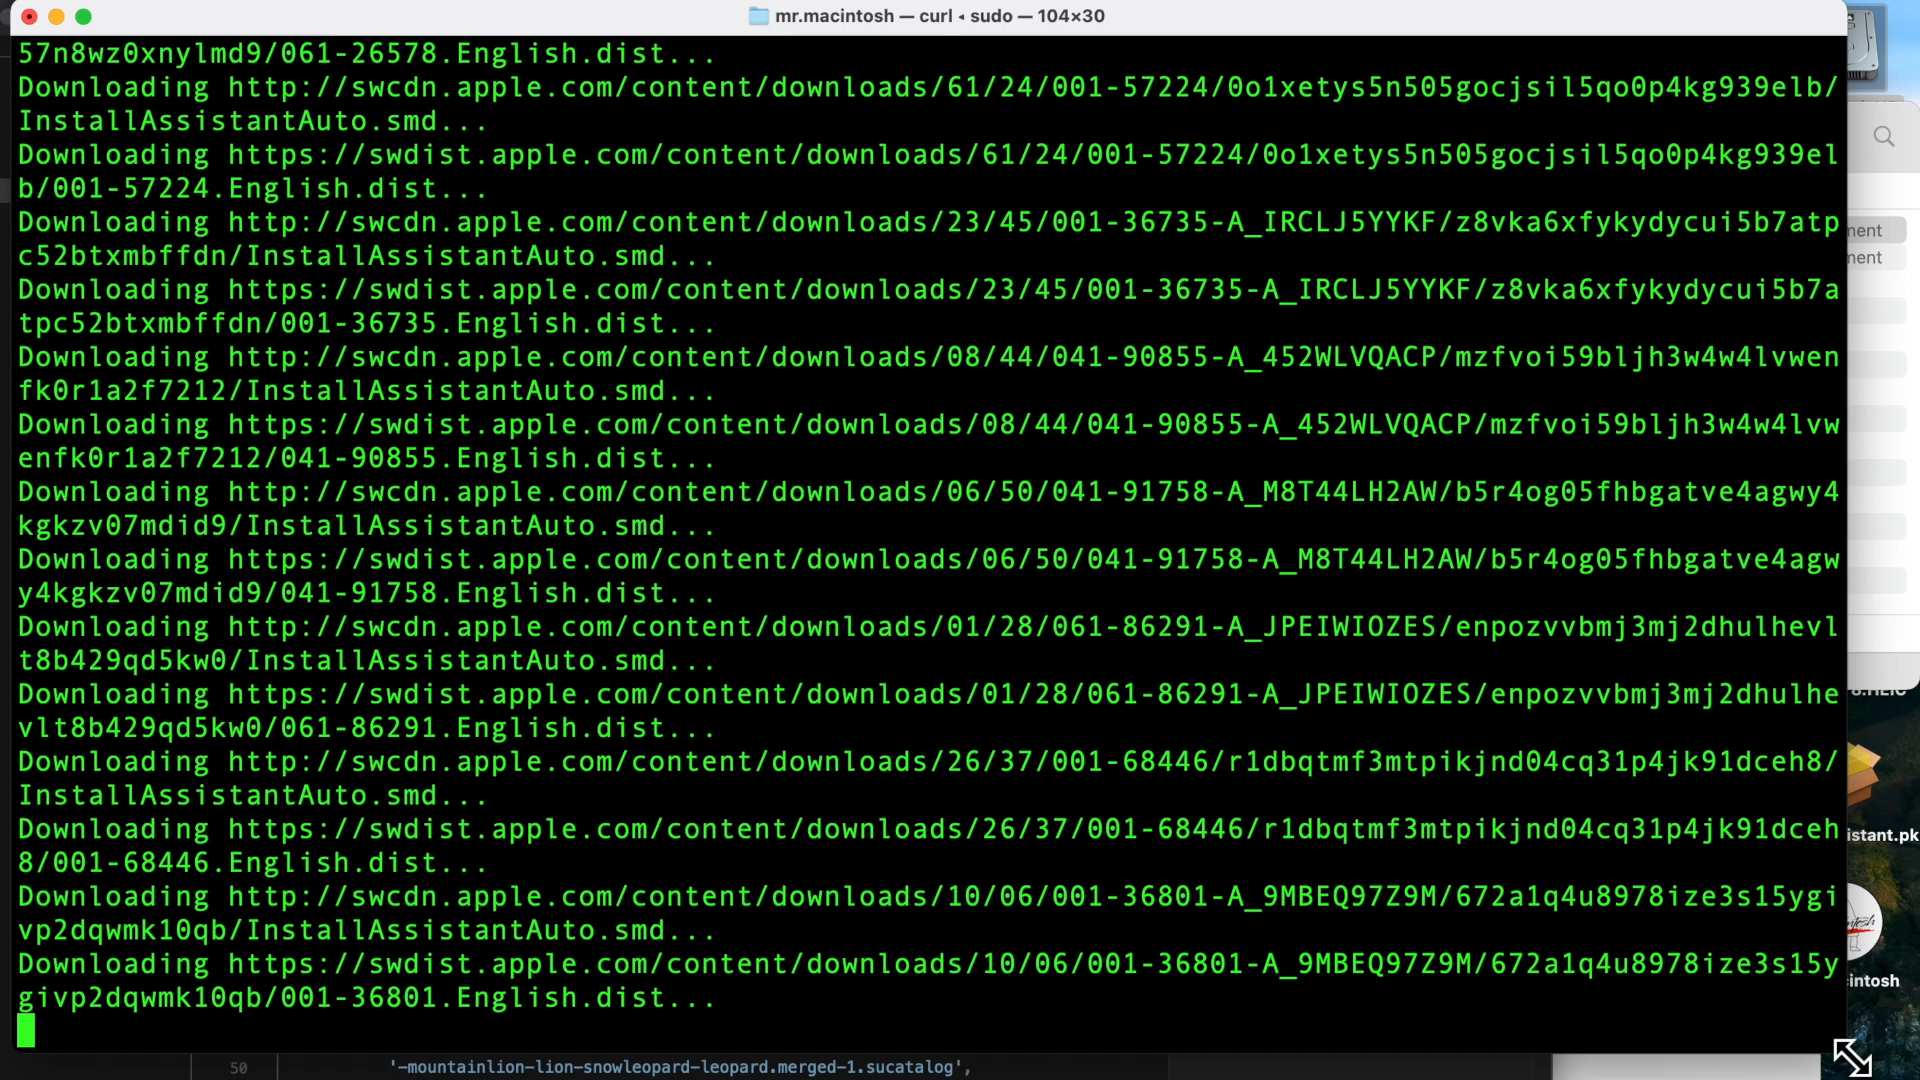 mr.macintosh — curl ◂ sudo — 104×30
57n8wz0xnylmd9/061-26578.English.dist...
Downloading http://swcdn.apple.com/content/downloads/61/24/001-57224/0o1xetys5n505gocjsil5qo0p4kg939elb/
InstallAssistantAuto.smd...
Downloading https://swdist.apple.com/content/downloads/61/24/001-57224/0o1xetys5n505gocjsil5qo0p4kg939el
b/001-57224.English.dist...
Downloading http://swcdn.apple.com/content/downloads/23/45/001-36735-A_IRCLJ5YYKF/z8vka6xfykydycui5b7atp
c52btxmbffdn/InstallAssistantAuto.smd...
Downloading https://swdist.apple.com/content/downloads/23/45/001-36735-A_IRCLJ5YYKF/z8vka6xfykydycui5b7a
tpc52btxmbffdn/001-36735.English.dist...
Downloading http://swcdn.apple.com/content/downloads/08/44/041-90855-A_452WLVQACP/mzfvoi59bljh3w4w4lvwen
fk0r1a2f7212/InstallAssistantAuto.smd...
Downloading https://swdist.apple.com/content/downloads/08/44/041-90855-A_452WLVQACP/mzfvoi59bljh3w4w4lvw
enfk0r1a2f7212/041-90855.English.dist...
Downloading http://swcdn.apple.com/content/downloads/06/50/041-91758-A_M8T44LH2AW/b5r4og05fhbgatve4agwy4
kgkzv07mdid9/InstallAssistantAuto.smd...
Downloading https://swdist.apple.com/content/downloads/06/50/041-91758-A_M8T44LH2AW/b5r4og05fhbgatve4agw
y4kgkzv07mdid9/041-91758.English.dist...
Downloading http://swcdn.apple.com/content/downloads/01/28/061-86291-A_JPEIWIOZES/enpozvvbmj3mj2dhulhevl
t8b429qd5kw0/InstallAssistantAuto.smd...
Downloading https://swdist.apple.com/content/downloads/01/28/061-86291-A_JPEIWIOZES/enpozvvbmj3mj2dhulhe
vlt8b429qd5kw0/061-86291.English.dist...
Downloading http://swcdn.apple.com/content/downloads/26/37/001-68446/r1dbqtmf3mtpikjnd04cq31p4jk91dceh8/
InstallAssistantAuto.smd...
Downloading https://swdist.apple.com/content/downloads/26/37/001-68446/r1dbqtmf3mtpikjnd04cq31p4jk91dceh
8/001-68446.English.dist...
Downloading http://swcdn.apple.com/content/downloads/10/06/001-36801-A_9MBEQ97Z9M/672a1q4u8978ize3s15ygi
vp2dqwmk10qb/InstallAssistantAuto.smd...
Downloading https://swdist.apple.com/content/downloads/10/06/001-36801-A_9MBEQ97Z9M/672a1q4u8978ize3s15y
givp2dqwmk10qb/001-36801.English.dist...
50 '-mountainlion-lion-snowleopard-leopard.merged-1.sucatalog',
ment
ment
istant.pk
intosh